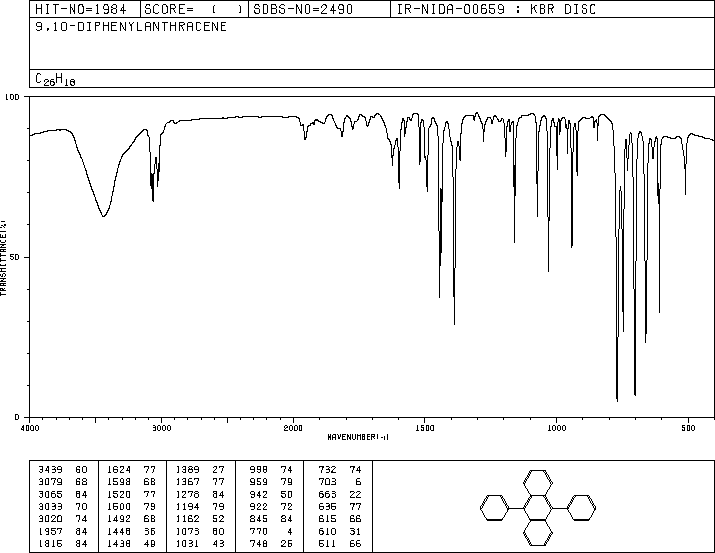 HIT-NO=1984 SCORE= ( ) SDBS-NO=2490 IR-NIDA-00659 : KBR DISC
9,10-DIPHENYLANTHRACENE
C26H18
100
50
0
TRANSMITTANCE(%)
4000 3000 2000 1500 1000 500
WAVENUMBER(-1)
3439 60 1624 77 1389 27 998 74 732 74
3079 68 1598 68 1367 77 959 79 703 6
3065 64 1520 77 1278 84 942 50 663 22
3033 70 1500 79 1194 79 922 72 636 77
3020 74 1492 68 1162 52 845 84 615 66
1957 84 1448 36 1073 60 770 4 610 31
1816 84 1438 49 1031 43 748 25 511 66